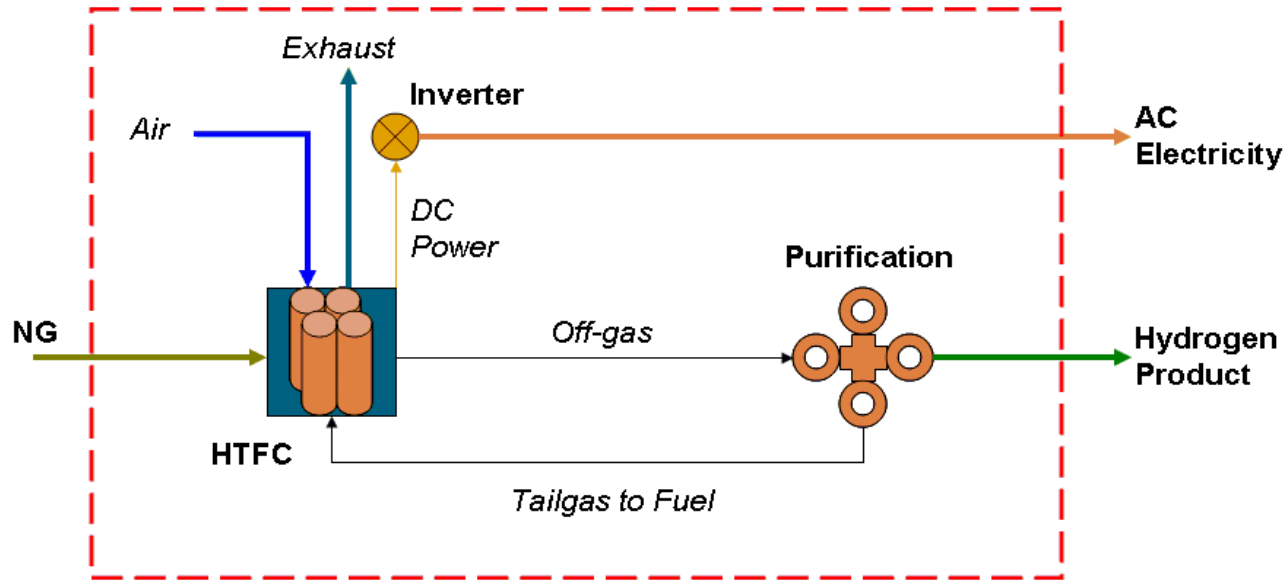 Exhaust
Inverter
Air
AC
Electricity
DC
Power
Purification
NG
Off-gas
Hydrogen
Product
HTFC
Tailgas to Fuel